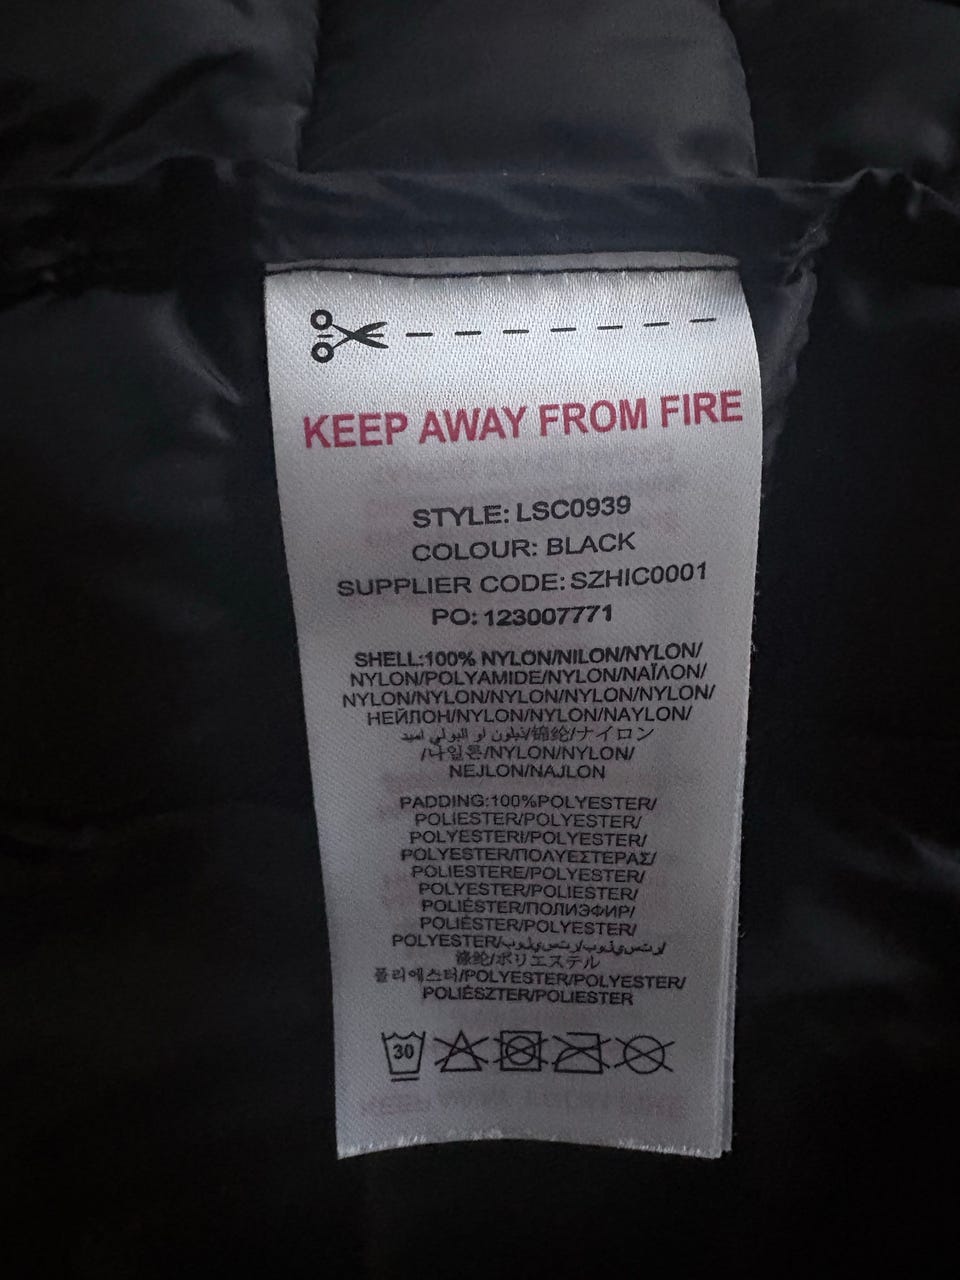 KEEP AWAY FROM FIRE
STYLE: LSC0939
COLOUR: BLACK
SUPPLIER CODE: SZHIC0001
PO: 123007771
SHELL:100% NYLON/NILON/NYLON/
NYLON/POLYAMIDE/NYLON/ΝΑΪΛΟΝ/
NYLON/NYLON/NYLON/NYLON/NYLON/
НЕЙЛОН/NYLON/NYLON/NAYLON/
نيلون او البولي اميد/锦纶/ナイロン
/나일론/NYLON/NYLON/
NEJLON/NAJLON
PADDING:100%POLYESTER/
POLIESTER/POLYESTER/
POLYESTERI/POLYESTER/
POLYESTER/ΠΟΛΥΕΣΤΕΡΑΣ/
POLIESTERE/POLYESTER/
POLYESTER/POLIESTER/
POLIÉSTER/ПОЛИЭФИР/
POLIÉSTER/POLYESTER/
POLYESTER/
涤纶/ポリエステル
폴리에스터/POLYESTER/POLYESTER/
POLIÉSZTER/POLIESTER
30